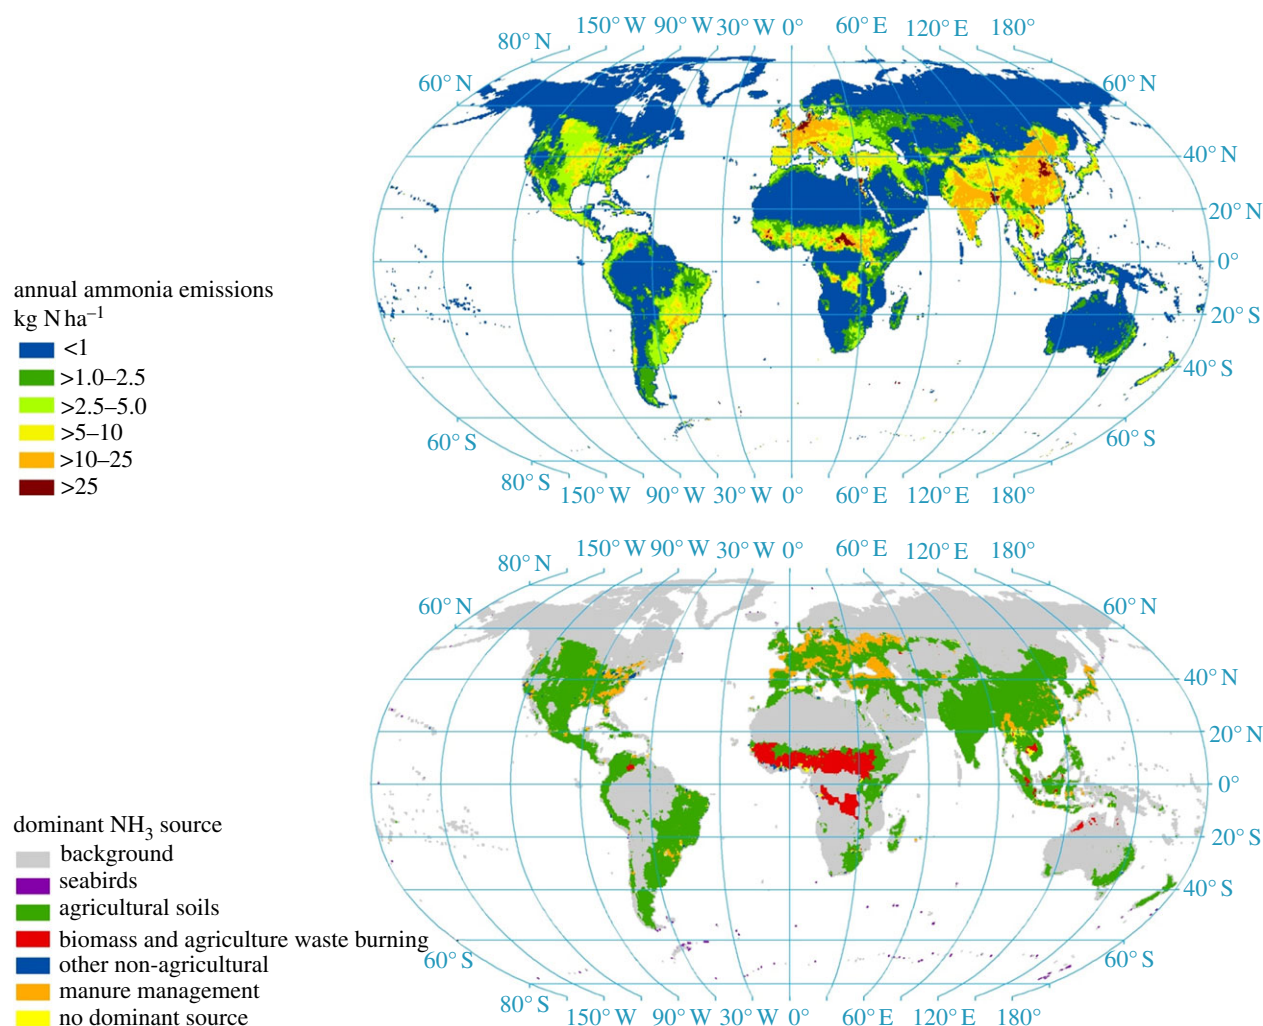 150° W 90° W 30° W 0° 60° E 120° E 180°
80° N
60° N 60° N
40° N
20° N
0°
20° S
40° S
60° S 60° S
80° S
150° W 90° W 30° W 0° 60° E 120° E 180°
annual ammonia emissions
kg N ha⁻¹
<1
>1.0–2.5
>2.5–5.0
>5–10
>10–25
>25
150° W 90° W 30° W 0° 60° E 120° E 180°
80° N
60° N 60° N
40° N
20° N
0°
20° S
40° S
60° S 60° S
80° S
150° W 90° W 30° W 0° 60° E 120° E 180°
dominant NH₃ source
background
seabirds
agricultural soils
biomass and agriculture waste burning
other non-agricultural
manure management
no dominant source